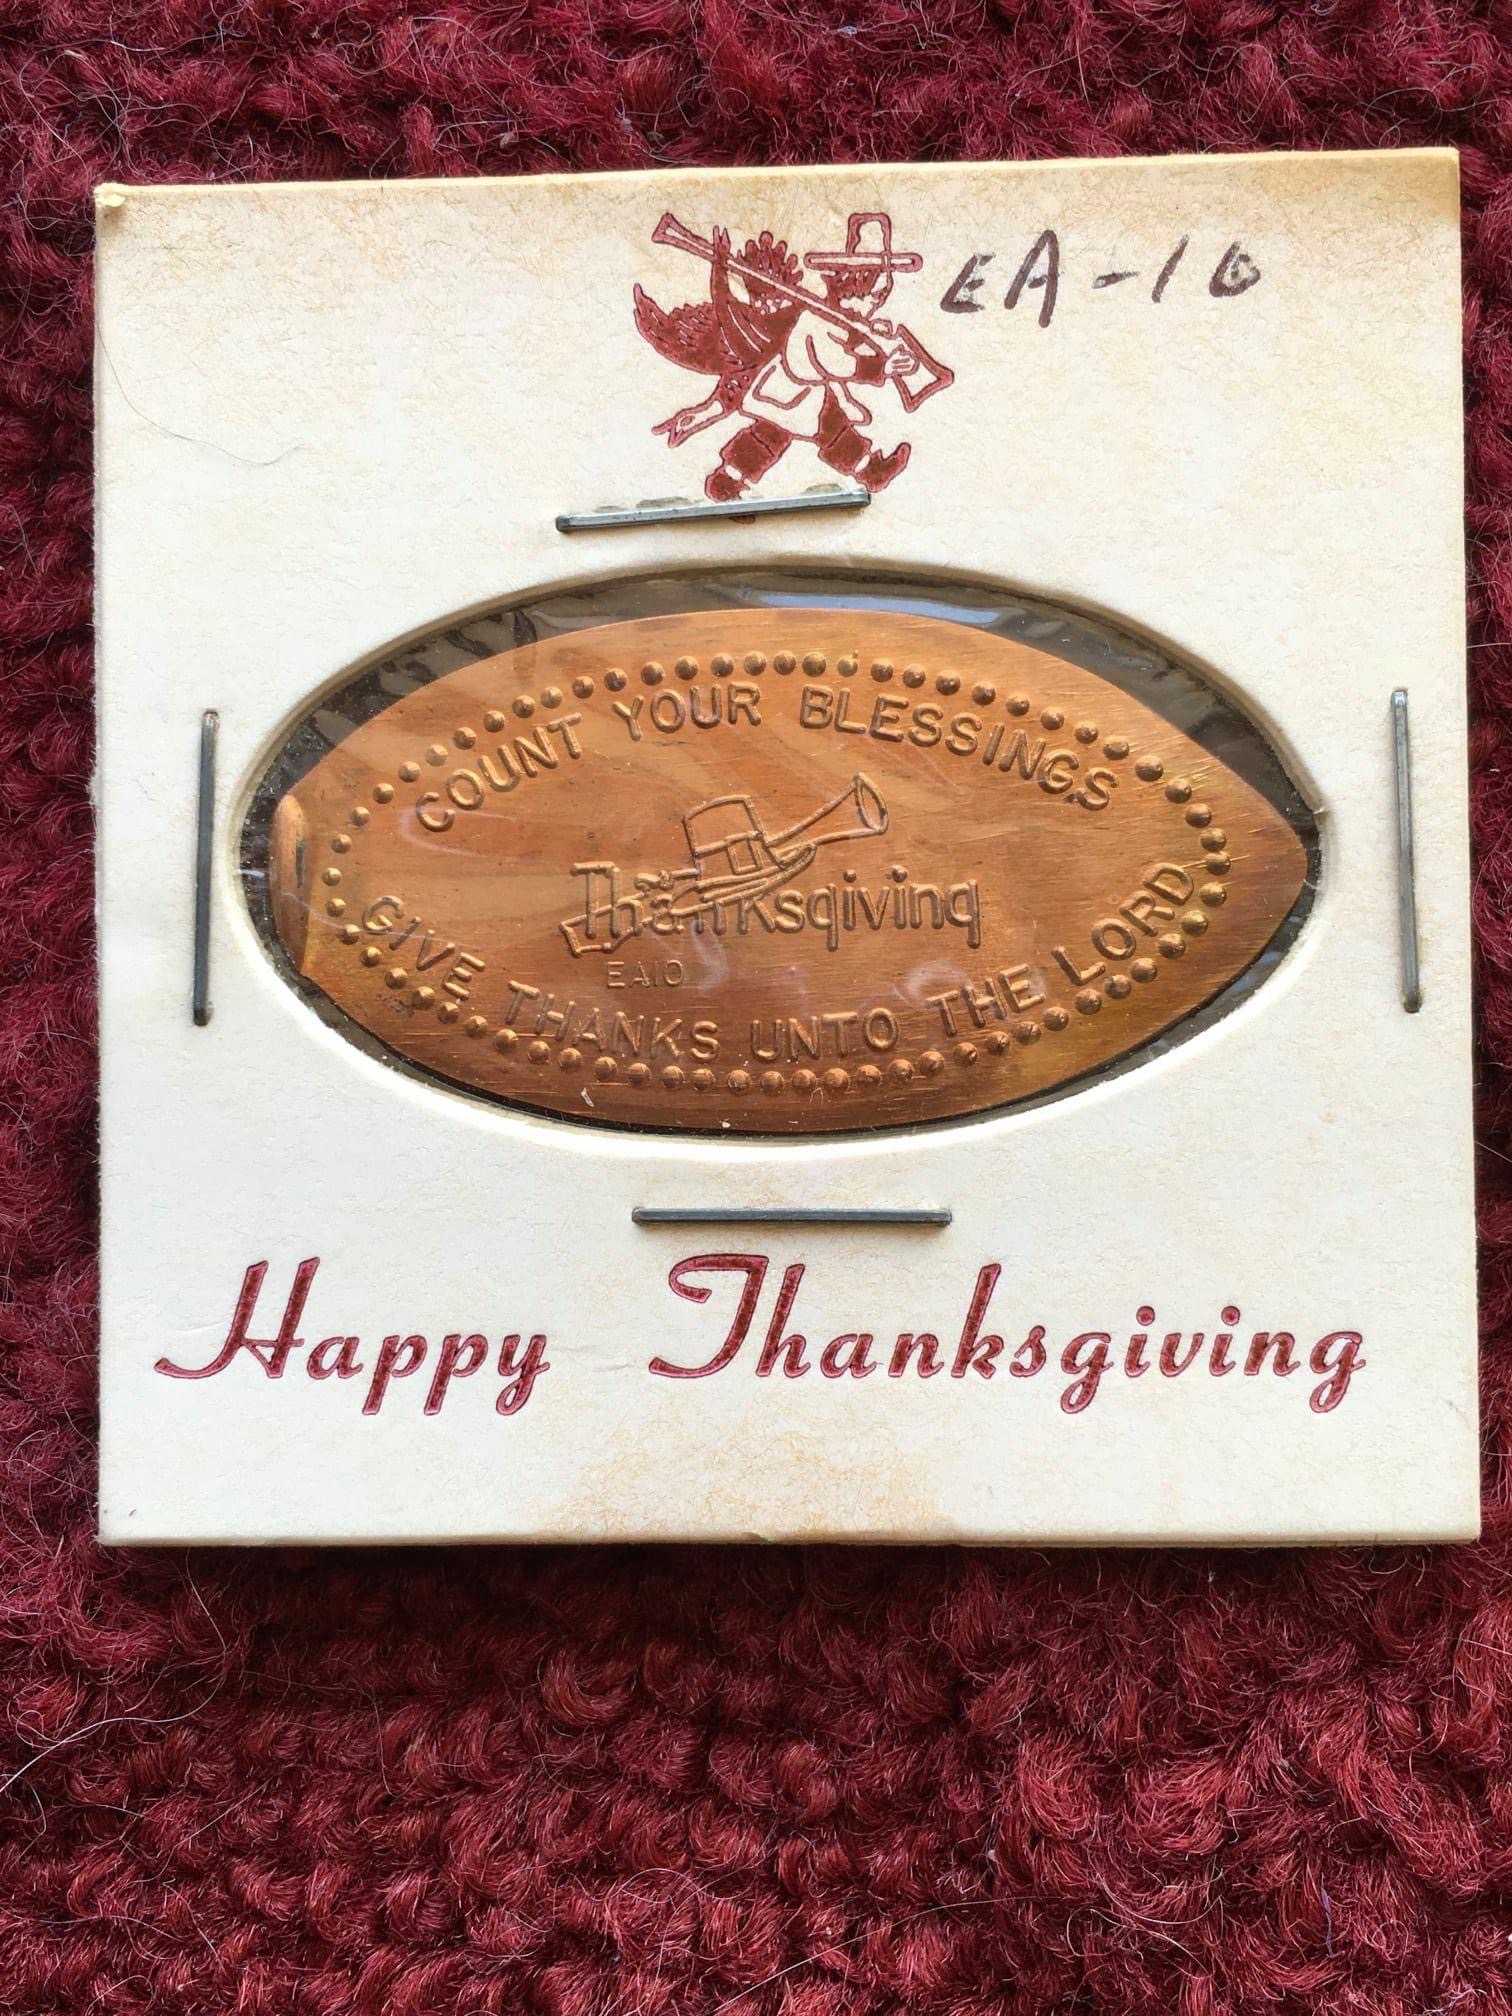 EA-10
COUNT YOUR BLESSINGS
Thanksgiving
EA10
GIVE THANKS UNTO THE LORD
Happy Thanksgiving